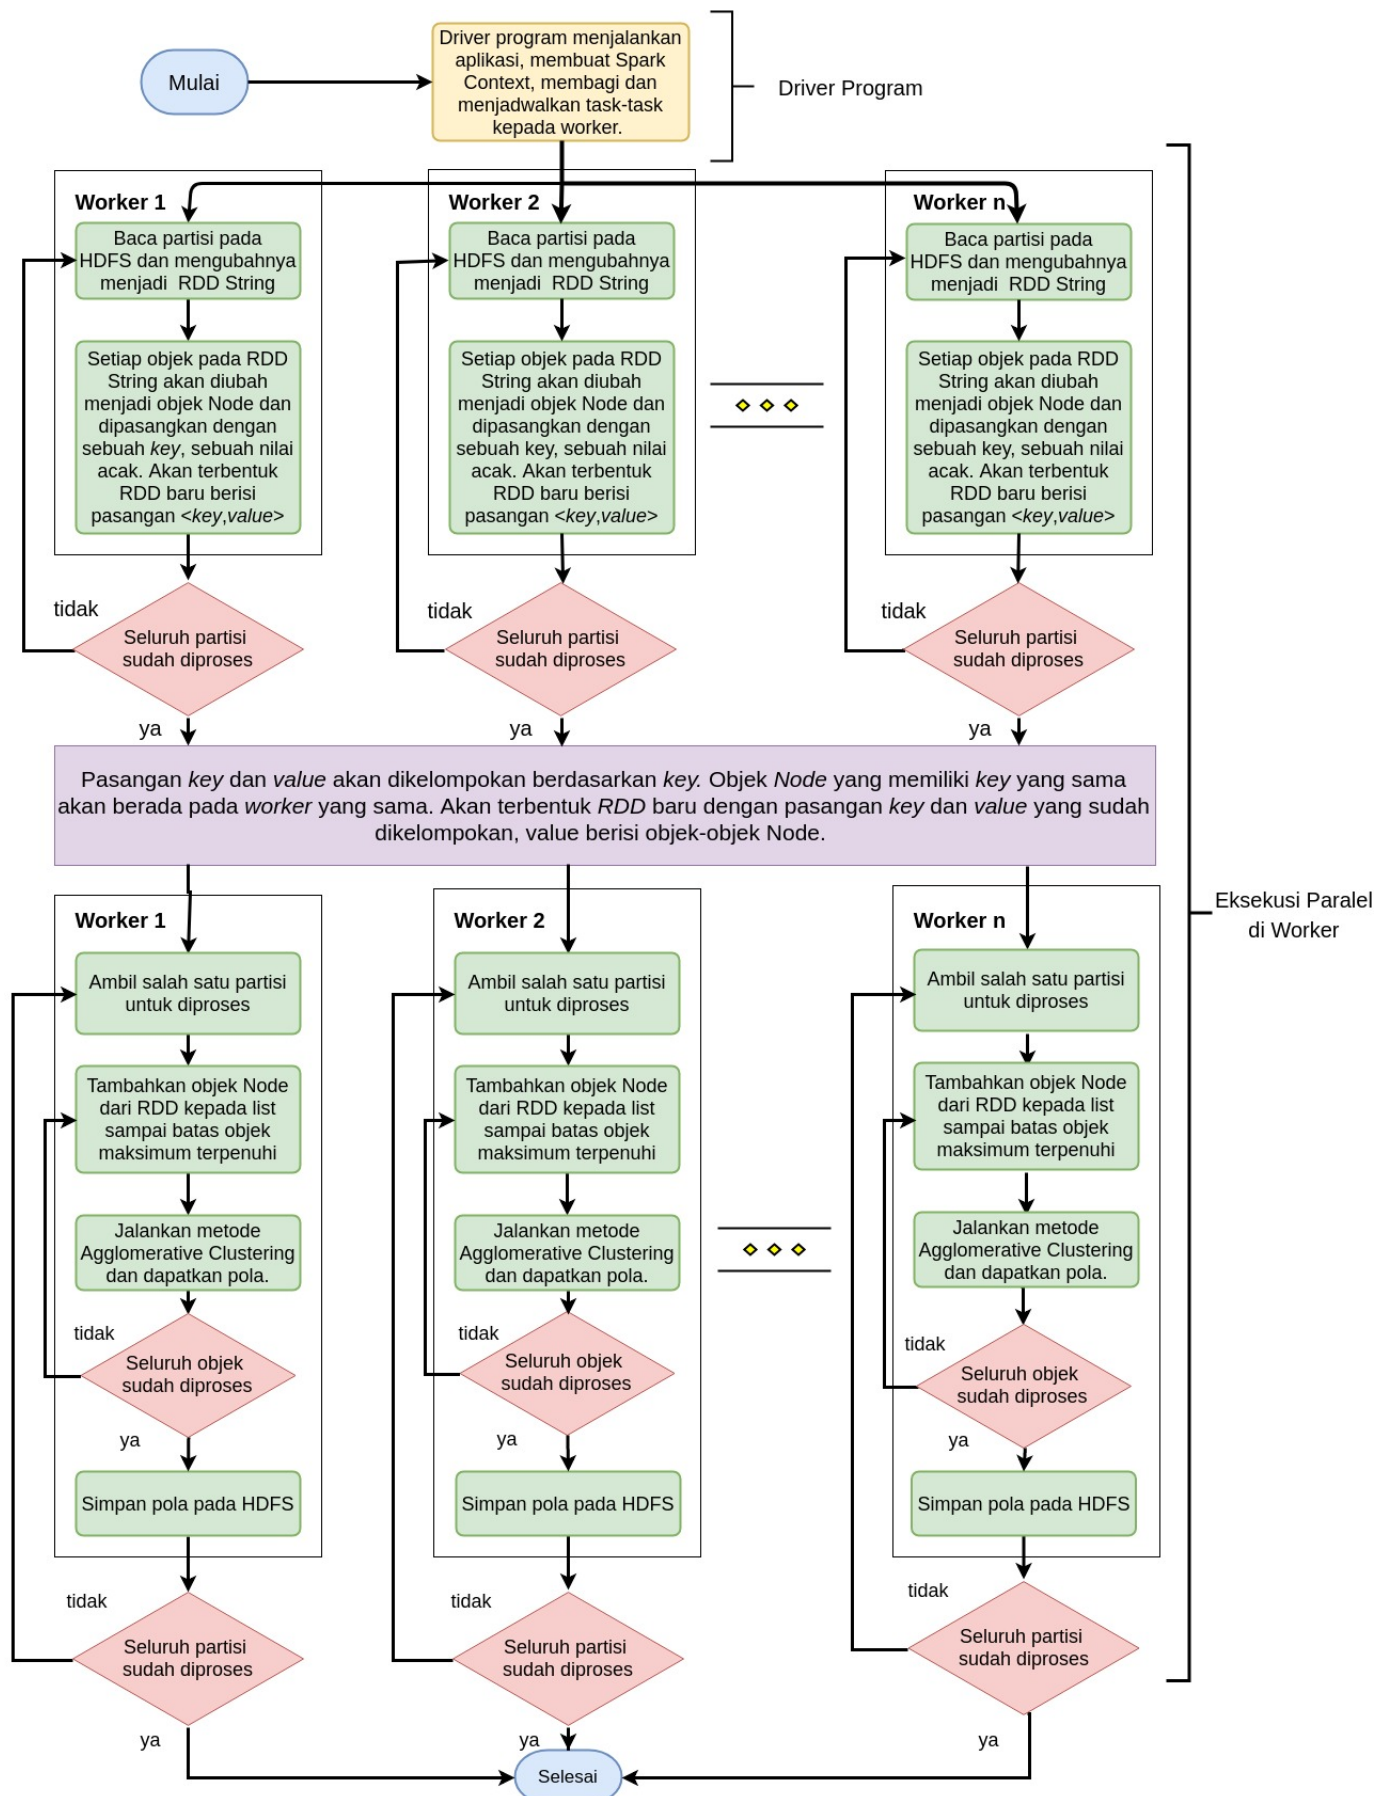 Mulai
Driver program menjalankan
aplikasi, membuat Spark
Context, membagi dan
menjadwalkan task-task
kepada worker.
Driver Program
Worker 1
Baca partisi pada
HDFS dan mengubahnya
menjadi RDD String
Setiap objek pada RDD
String akan diubah
menjadi objek Node dan
dipasangkan dengan
sebuah key, sebuah nilai
acak. Akan terbentuk
RDD baru berisi
pasangan <key,value>
tidak
Seluruh partisi
sudah diproses
ya
Worker 2
Baca partisi pada
HDFS dan mengubahnya
menjadi RDD String
Setiap objek pada RDD
String akan diubah
menjadi objek Node dan
dipasangkan dengan
sebuah key, sebuah nilai
acak. Akan terbentuk
RDD baru berisi
pasangan <key,value>
tidak
Seluruh partisi
sudah diproses
ya
Worker n
Baca partisi pada
HDFS dan mengubahnya
menjadi RDD String
Setiap objek pada RDD
String akan diubah
menjadi objek Node dan
dipasangkan dengan
sebuah key, sebuah nilai
acak. Akan terbentuk
RDD baru berisi
pasangan <key,value>
tidak
Seluruh partisi
sudah diproses
ya
Pasangan key dan value akan dikelompokan berdasarkan key. Objek Node yang memiliki key yang sama
akan berada pada worker yang sama. Akan terbentuk RDD baru dengan pasangan key dan value yang sudah
dikelompokan, value berisi objek-objek Node.
Eksekusi Paralel
di Worker
Worker 1
Ambil salah satu partisi
untuk diproses
Tambahkan objek Node
dari RDD kepada list
sampai batas objek
maksimum terpenuhi
Jalankan metode
Agglomerative Clustering
dan dapatkan pola.
tidak
Seluruh objek
sudah diproses
ya
Simpan pola pada HDFS
tidak
Seluruh partisi
sudah diproses
ya
Worker 2
Ambil salah satu partisi
untuk diproses
Tambahkan objek Node
dari RDD kepada list
sampai batas objek
maksimum terpenuhi
Jalankan metode
Agglomerative Clustering
dan dapatkan pola.
tidak
Seluruh objek
sudah diproses
ya
Simpan pola pada HDFS
tidak
Seluruh partisi
sudah diproses
ya
Worker n
Ambil salah satu partisi
untuk diproses
Tambahkan objek Node
dari RDD kepada list
sampai batas objek
maksimum terpenuhi
Jalankan metode
Agglomerative Clustering
dan dapatkan pola.
tidak
Seluruh objek
sudah diproses
ya
Simpan pola pada HDFS
tidak
Seluruh partisi
sudah diproses
ya
Selesai